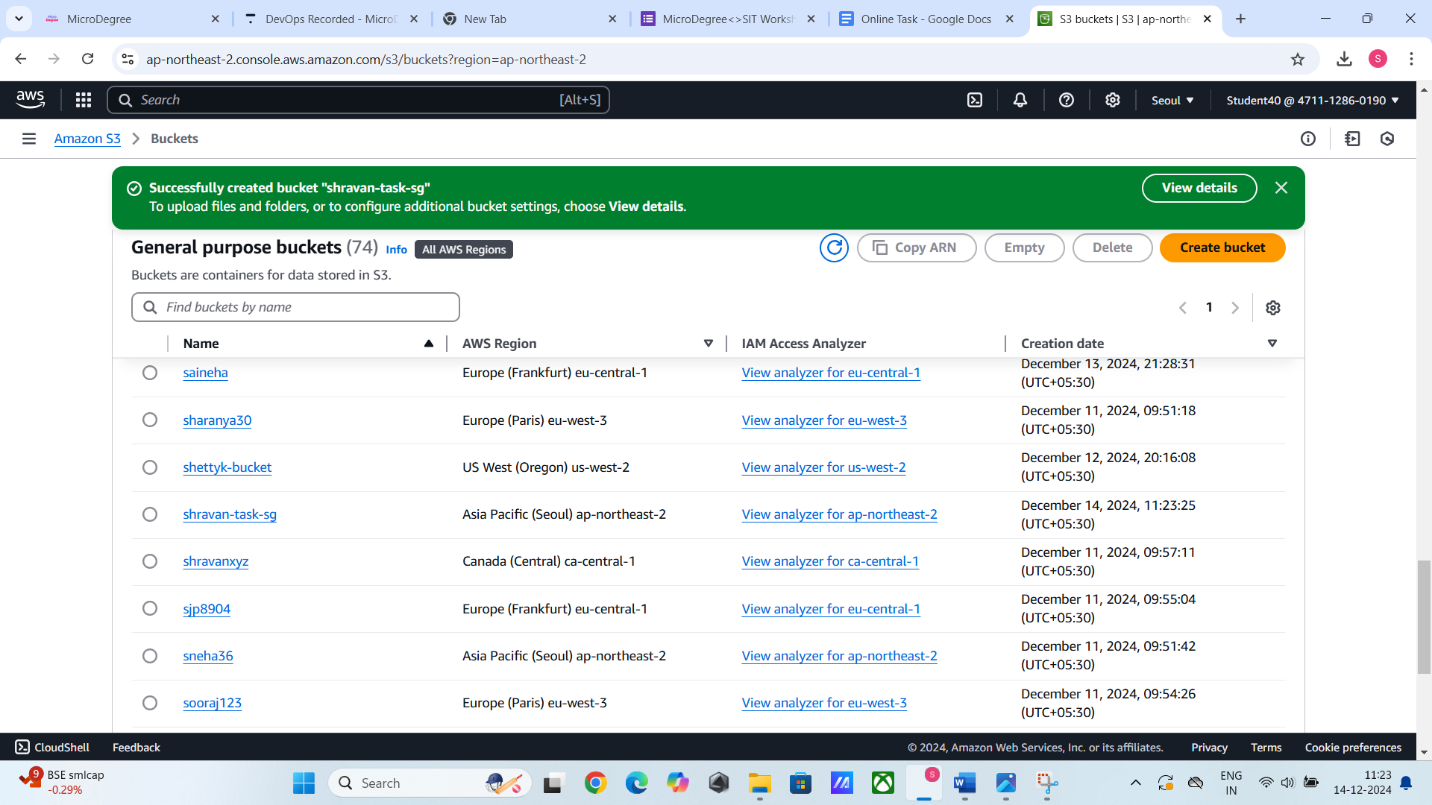 MicroDegree
DevOps Recorded - MicroD
New Tab
MicroDegree<>SIT Worksh
Online Task - Google Docs
S3 buckets | S3 | ap-northe
ap-northeast-2.console.aws.amazon.com/s3/buckets?region=ap-northeast-2
S
aws
Search
[Alt+S]
Seoul
Student40 @ 4711-1286-0190
Amazon S3
Buckets
Successfully created bucket "shravan-task-sg"
To upload files and folders, or to configure additional bucket settings, choose View details.
View details
General purpose buckets (74)
Info
All AWS Regions
Copy ARN
Empty
Delete
Create bucket
Buckets are containers for data stored in S3.
Find buckets by name
1
Name
AWS Region
IAM Access Analyzer
Creation date
saineha
Europe (Frankfurt) eu-central-1
View analyzer for eu-central-1
December 13, 2024, 21:28:31
(UTC+05:30)
sharanya30
Europe (Paris) eu-west-3
View analyzer for eu-west-3
December 11, 2024, 09:51:18
(UTC+05:30)
shettyk-bucket
US West (Oregon) us-west-2
View analyzer for us-west-2
December 12, 2024, 20:16:08
(UTC+05:30)
shravan-task-sg
Asia Pacific (Seoul) ap-northeast-2
View analyzer for ap-northeast-2
December 14, 2024, 11:23:25
(UTC+05:30)
shravanxyz
Canada (Central) ca-central-1
View analyzer for ca-central-1
December 11, 2024, 09:57:11
(UTC+05:30)
sjp8904
Europe (Frankfurt) eu-central-1
View analyzer for eu-central-1
December 11, 2024, 09:55:04
(UTC+05:30)
sneha36
Asia Pacific (Seoul) ap-northeast-2
View analyzer for ap-northeast-2
December 11, 2024, 09:51:42
(UTC+05:30)
sooraj123
Europe (Paris) eu-west-3
View analyzer for eu-west-3
December 11, 2024, 09:54:26
(UTC+05:30)
CloudShell
Feedback
© 2024, Amazon Web Services, Inc. or its affiliates.
Privacy
Terms
Cookie preferences
9
BSE smlcap
-0.29%
Search
S
ENG
IN
11:23
14-12-2024